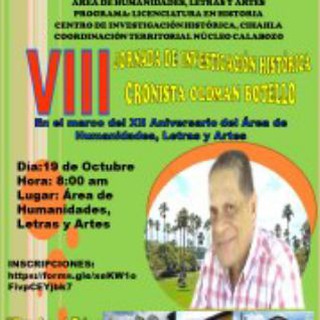 ÁREA DE HUMANIDADES, LETRAS Y ARTES
PROGRAMA: LICENCIATURA EN HISTORIA
CENTRO DE INVESTIGACIÓN HISTÓRICA, CIHAHLA
COORDINACIÓN TERRITORIAL NÚCLEO CALABOZO
VIII
JORNADA DE INVESTIGACIÓN HISTÓRICA
CRONISTA OLDMAN BOTELLO
En el marco del XII Aniversario del Área de
Humanidades, Letras y Artes
Día:19 de Octubre
Hora: 8:00 am
Lugar: Área de
Humanidades,
Letras y Artes
INSCRIPCIONES: